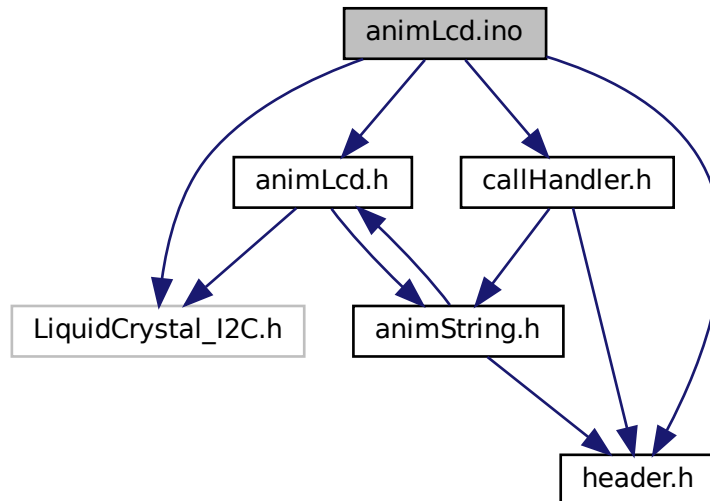 animLcd.ino
animLcd.h
callHandler.h
LiquidCrystal_I2C.h
animString.h
header.h